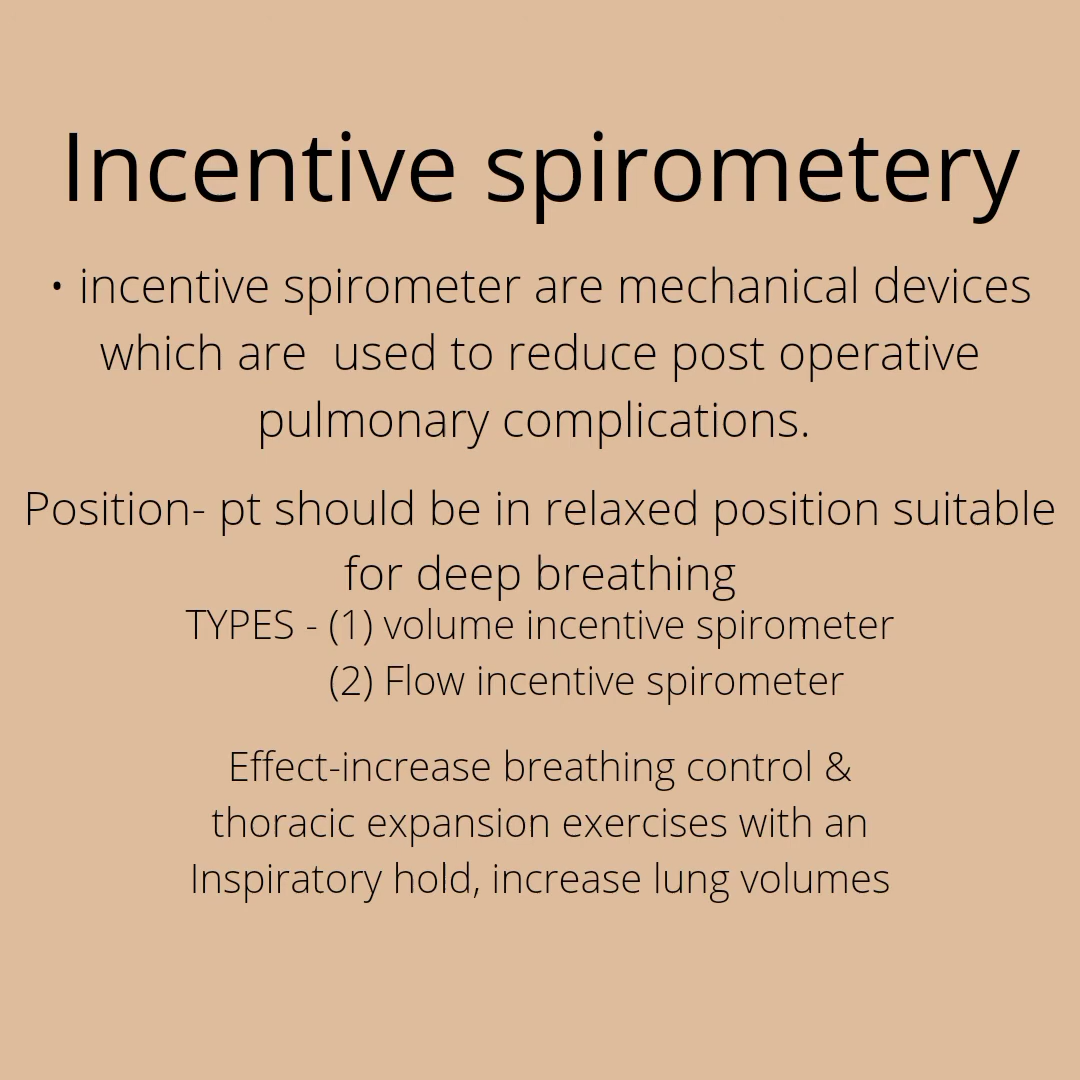 Incentive spirometery
• incentive spirometer are mechanical devices
which are  used to reduce post operative
pulmonary complications.
Position- pt should be in relaxed position suitable
for deep breathing
TYPES - (1) volume incentive spirometer
(2) Flow incentive spirometer
Effect-increase breathing control &
thoracic expansion exercises with an
Inspiratory hold, increase lung volumes